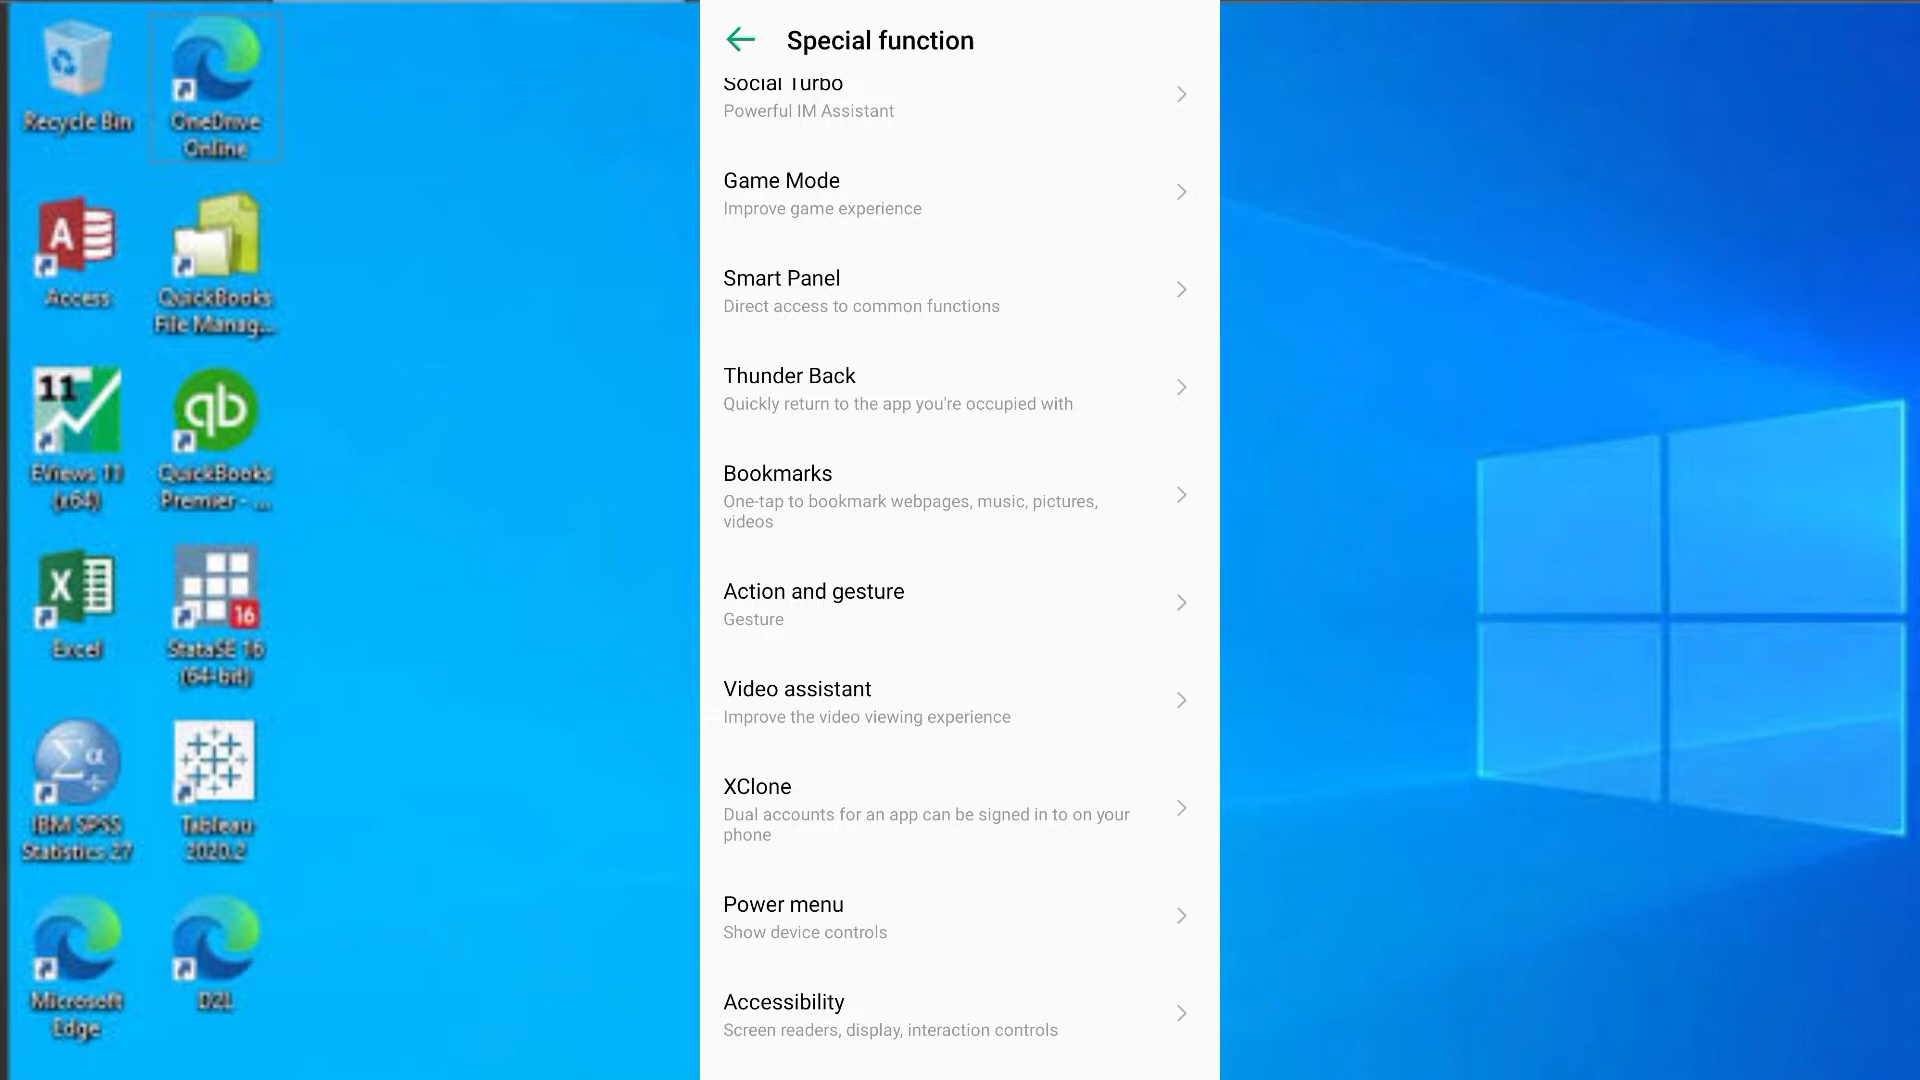 Recycle Bin
OneDrive
Online
Access
QuickBooks
File Manag...
11
EViews 11
(x64)
qb
QuickBooks
Premier - ...
Excel
16
StataSE 16
(64-bit)
IBM SPSS
Statistics 27
Tableau
2020.2
Microsoft
Edge
D2L
Special function
Social Turbo
Powerful IM Assistant
Game Mode
Improve game experience
Smart Panel
Direct access to common functions
Thunder Back
Quickly return to the app you're occupied with
Bookmarks
One-tap to bookmark webpages, music, pictures,
videos
Action and gesture
Gesture
Video assistant
Improve the video viewing experience
XClone
Dual accounts for an app can be signed in to on your
phone
Power menu
Show device controls
Accessibility
Screen readers, display, interaction controls